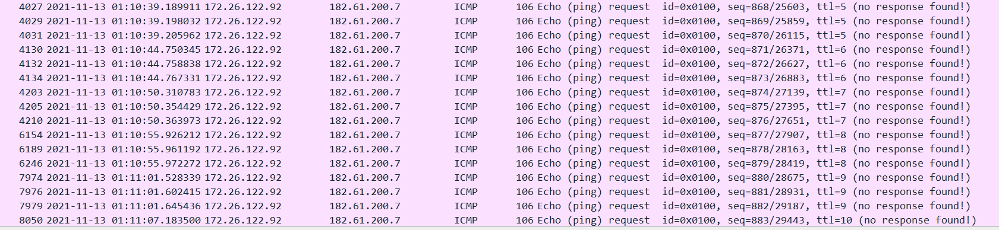 4027 2021-11-13 01:10:39.189911 172.26.122.92 182.61.200.7 ICMP 106 Echo (ping) request id=0x0100, seq=868/25603, ttl=5 (no response found!)
4029 2021-11-13 01:10:39.198032 172.26.122.92 182.61.200.7 ICMP 106 Echo (ping) request id=0x0100, seq=869/25859, ttl=5 (no response found!)
4031 2021-11-13 01:10:39.205962 172.26.122.92 182.61.200.7 ICMP 106 Echo (ping) request id=0x0100, seq=870/26115, ttl=5 (no response found!)
4130 2021-11-13 01:10:44.750345 172.26.122.92 182.61.200.7 ICMP 106 Echo (ping) request id=0x0100, seq=871/26371, ttl=6 (no response found!)
4132 2021-11-13 01:10:44.758838 172.26.122.92 182.61.200.7 ICMP 106 Echo (ping) request id=0x0100, seq=872/26627, ttl=6 (no response found!)
4134 2021-11-13 01:10:44.767331 172.26.122.92 182.61.200.7 ICMP 106 Echo (ping) request id=0x0100, seq=873/26883, ttl=6 (no response found!)
4203 2021-11-13 01:10:50.310783 172.26.122.92 182.61.200.7 ICMP 106 Echo (ping) request id=0x0100, seq=874/27139, ttl=7 (no response found!)
4205 2021-11-13 01:10:50.354429 172.26.122.92 182.61.200.7 ICMP 106 Echo (ping) request id=0x0100, seq=875/27395, ttl=7 (no response found!)
4210 2021-11-13 01:10:50.363973 172.26.122.92 182.61.200.7 ICMP 106 Echo (ping) request id=0x0100, seq=876/27651, ttl=7 (no response found!)
6154 2021-11-13 01:10:55.926212 172.26.122.92 182.61.200.7 ICMP 106 Echo (ping) request id=0x0100, seq=877/27907, ttl=8 (no response found!)
6189 2021-11-13 01:10:55.961192 172.26.122.92 182.61.200.7 ICMP 106 Echo (ping) request id=0x0100, seq=878/28163, ttl=8 (no response found!)
6246 2021-11-13 01:10:55.972272 172.26.122.92 182.61.200.7 ICMP 106 Echo (ping) request id=0x0100, seq=879/28419, ttl=8 (no response found!)
7974 2021-11-13 01:11:01.528339 172.26.122.92 182.61.200.7 ICMP 106 Echo (ping) request id=0x0100, seq=880/28675, ttl=9 (no response found!)
7976 2021-11-13 01:11:01.602415 172.26.122.92 182.61.200.7 ICMP 106 Echo (ping) request id=0x0100, seq=881/28931, ttl=9 (no response found!)
7979 2021-11-13 01:11:01.645436 172.26.122.92 182.61.200.7 ICMP 106 Echo (ping) request id=0x0100, seq=882/29187, ttl=9 (no response found!)
8050 2021-11-13 01:11:07.183500 172.26.122.92 182.61.200.7 ICMP 106 Echo (ping) request id=0x0100, seq=883/29443, ttl=10 (no response found!)